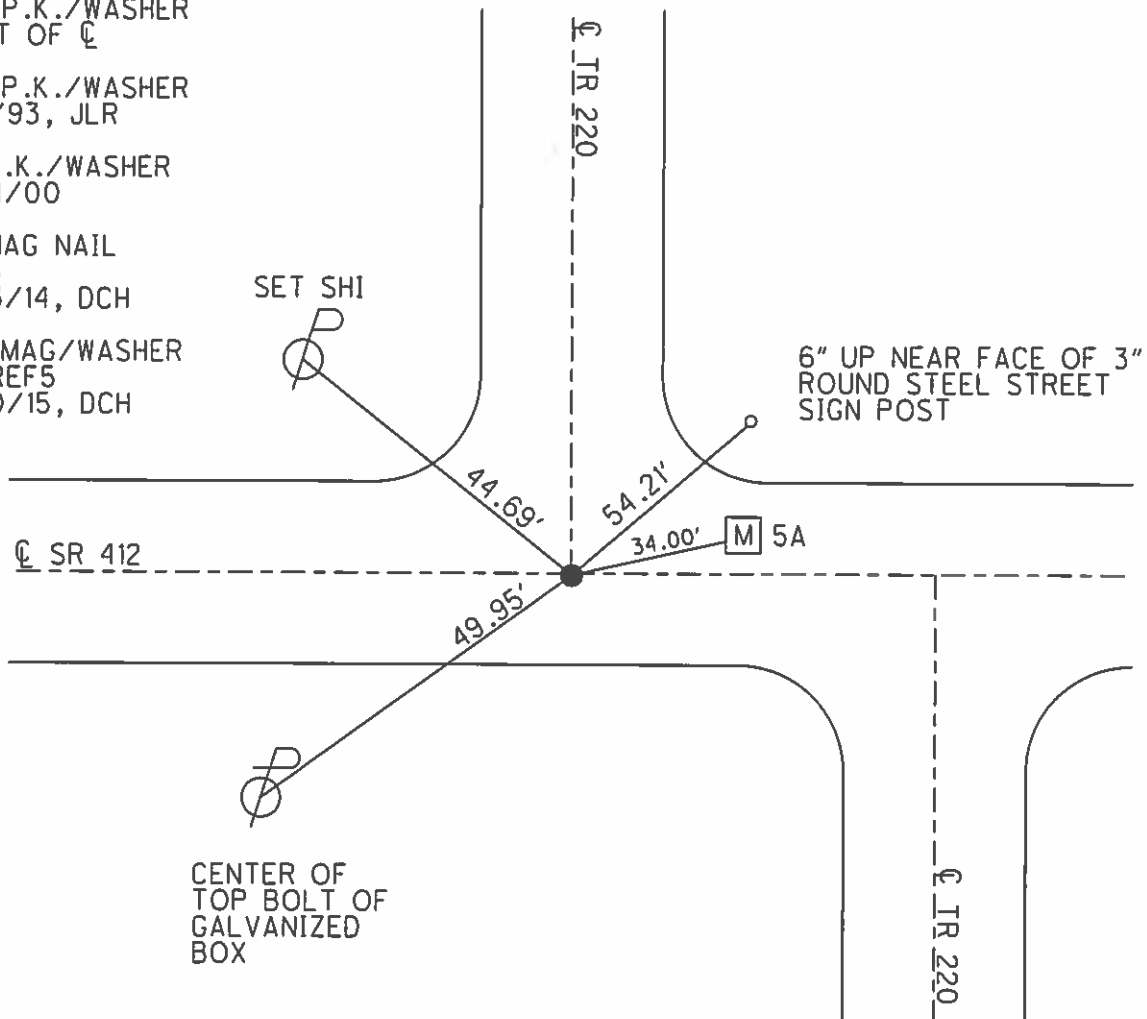 P.K./WASHER
T OF ℄
P.K./WASHER
/93, JLR
.K./WASHER
/00
MAG NAIL
/14, DCH
MAG/WASHER
REF5
/15, DCH
℄ TR 220
SET SHI
6" UP NEAR FACE OF 3"
ROUND STEEL STREET
SIGN POST
44.69'
54.21'
34.00'
M 5A
℄ SR 412
49.95'
CENTER OF
TOP BOLT OF
GALVANIZED
BOX
℄ TR 220